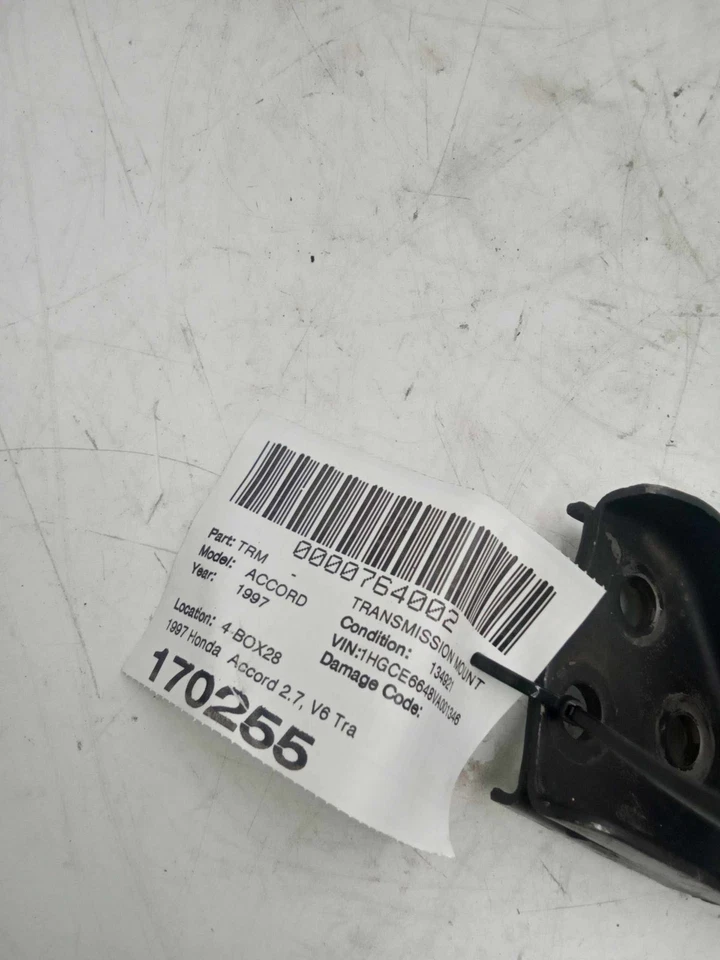 0000764002
Part: TRM - TRANSMISSION MOUNT
Model: ACCORD Condition: 134921
Year: 1997 VIN:1HGCE6648VA001346
Damage Code:
Location: 4-BOX28
1997 Honda Accord 2.7, V6 Tra
170255